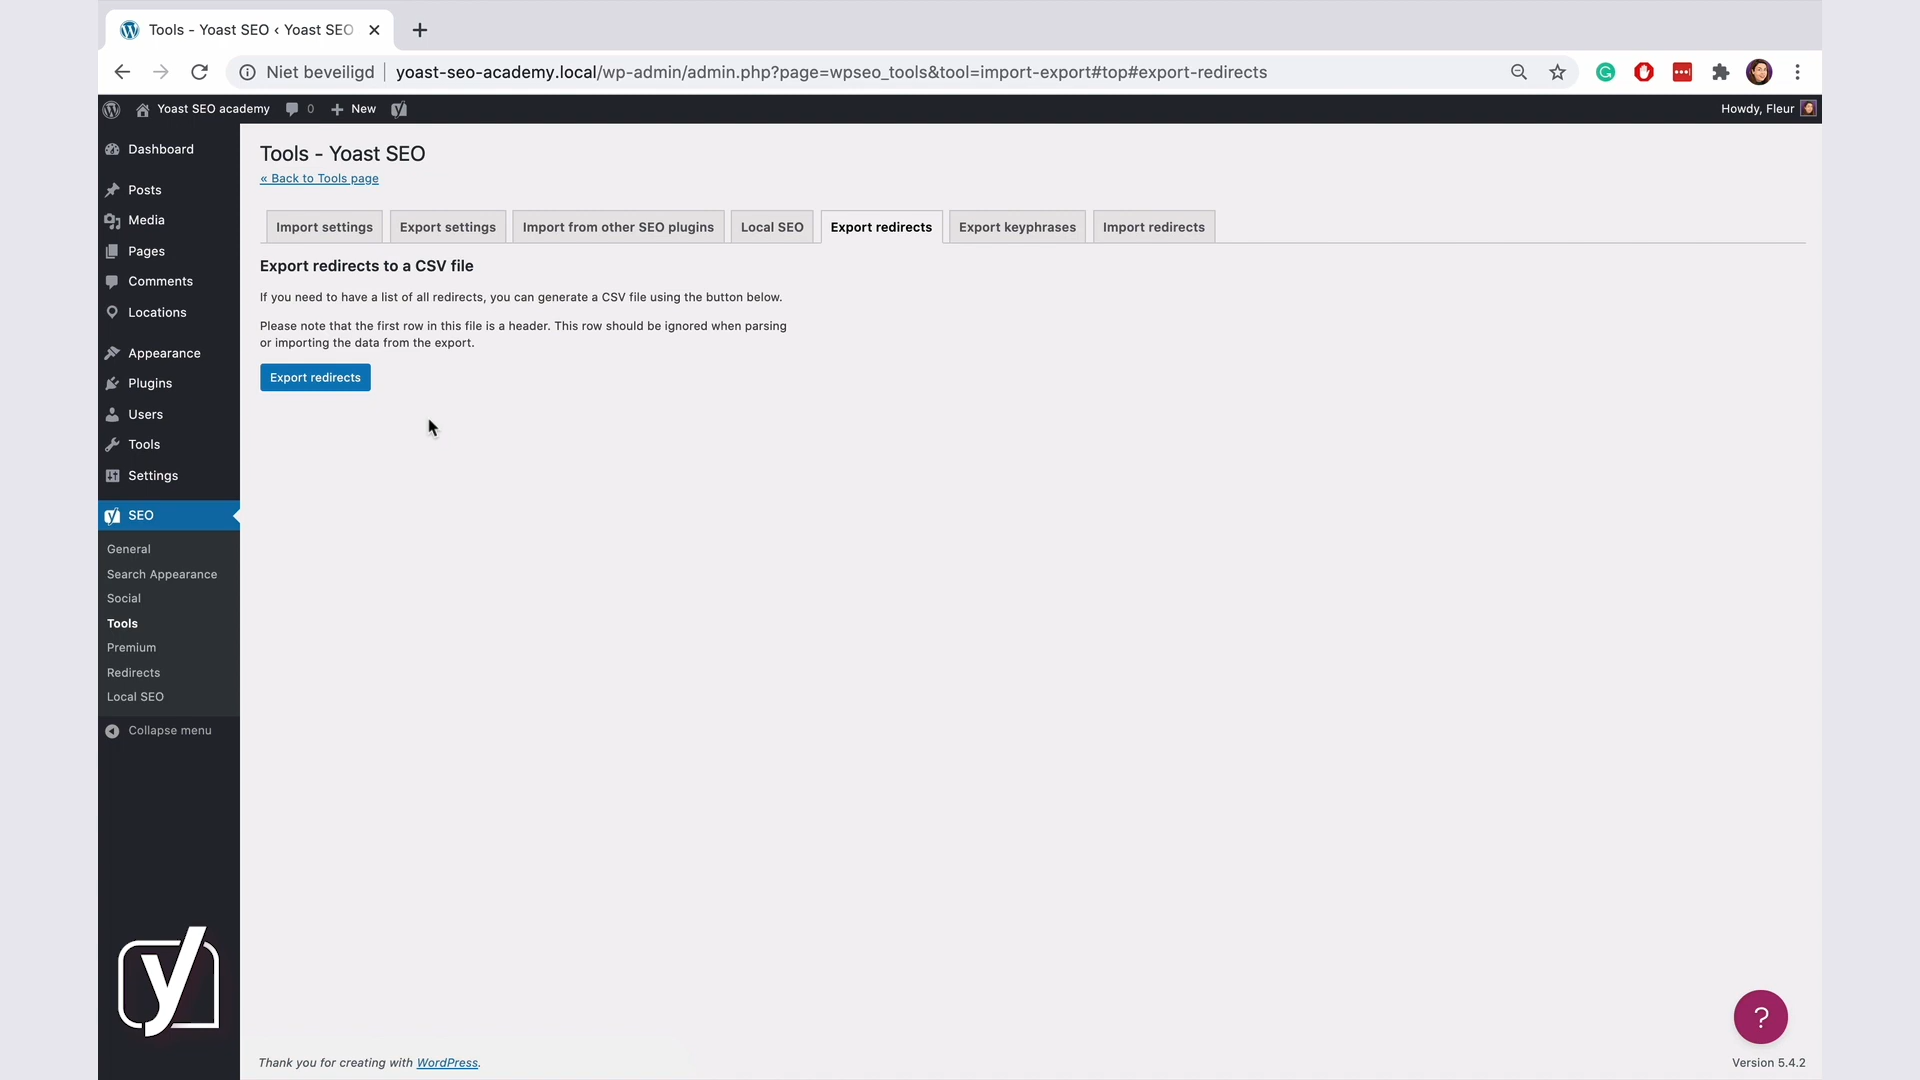 Tools - Yoast SEO ‹ Yoast SEO
Niet beveiligd
yoast-seo-academy.local/wp-admin/admin.php?page=wpseo_tools&tool=import-export#top#export-redirects
Yoast SEO academy
0
New
Howdy, Fleur
Dashboard
Posts
Media
Pages
Comments
Locations
Appearance
Plugins
Users
Tools
Settings
SEO
General
Search Appearance
Social
Tools
Premium
Redirects
Local SEO
Collapse menu
Tools - Yoast SEO
« Back to Tools page
Import settings
Export settings
Import from other SEO plugins
Local SEO
Export redirects
Export keyphrases
Import redirects
Export redirects to a CSV file
If you need to have a list of all redirects, you can generate a CSV file using the button below.
Please note that the first row in this file is a header. This row should be ignored when parsing
or importing the data from the export.
Export redirects
y
?
Thank you for creating with WordPress.
Version 5.4.2